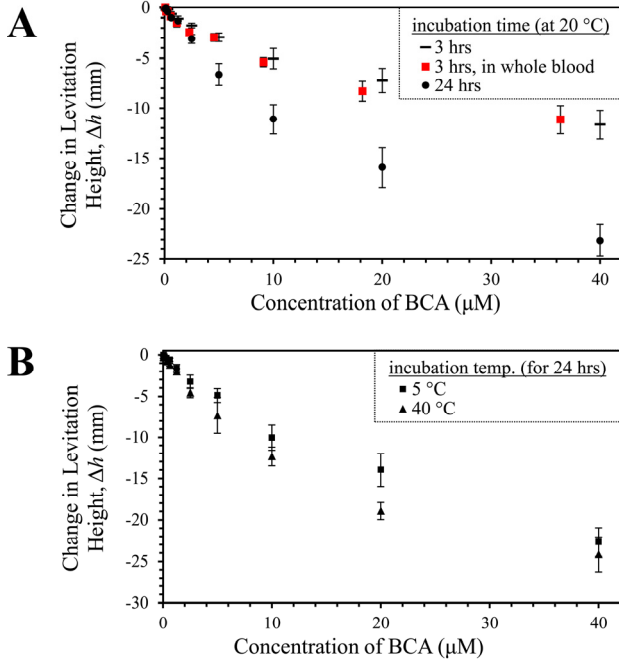 A
0
-5
-10
-15
-20
-25
Change in Levitation
Height, Δh (mm)
incubation time (at 20 °C)
3 hrs
3 hrs, in whole blood
24 hrs
0 10 20 30 40
Concentration of BCA (μM)
B
0
-5
-10
-15
-20
-25
-30
Change in Levitation
Height, Δh (mm)
incubation temp. (for 24 hrs)
5 °C
40 °C
0 10 20 30 40
Concentration of BCA (μM)